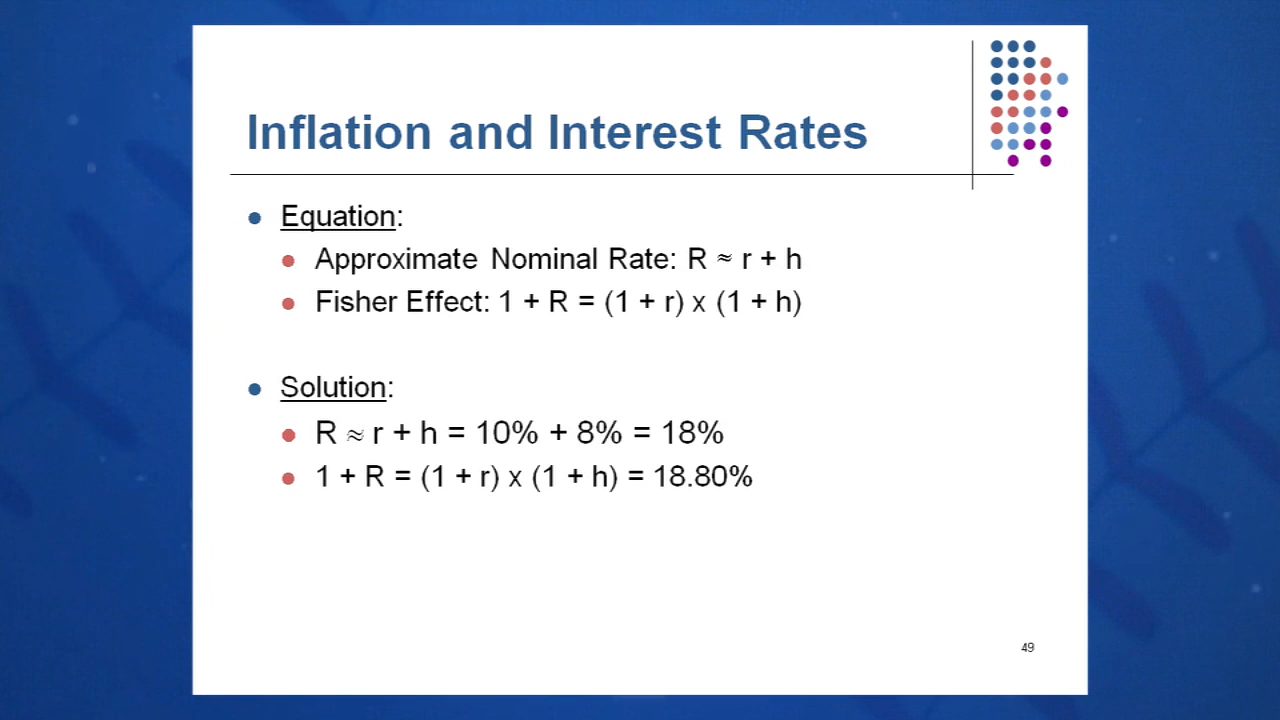 Inflation and Interest Rates
Equation:
Approximate Nominal Rate: R ≈ r + h
Fisher Effect: 1 + R = (1 + r) x (1 + h)
Solution:
R ≈ r + h = 10% + 8% = 18%
1 + R = (1 + r) x (1 + h) = 18.80%
49